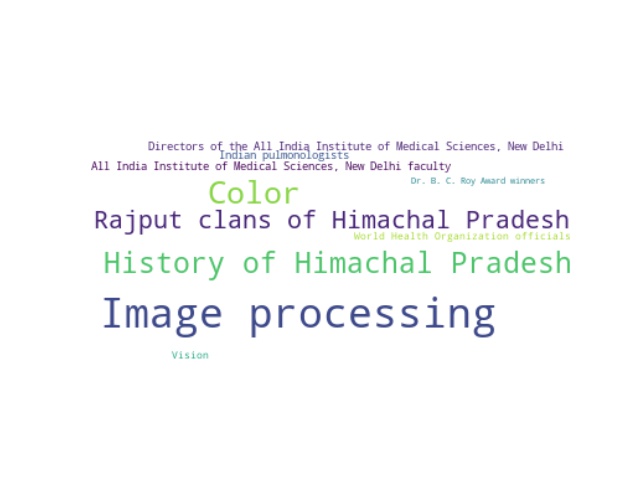 Directors of the All India Institute of Medical Sciences, New Delhi
Indian pulmonologists
All India Institute of Medical Sciences, New Delhi faculty
Dr. B. C. Roy Award winners
Color
Rajput clans of Himachal Pradesh
World Health Organization officials
History of Himachal Pradesh
Image processing
Vision